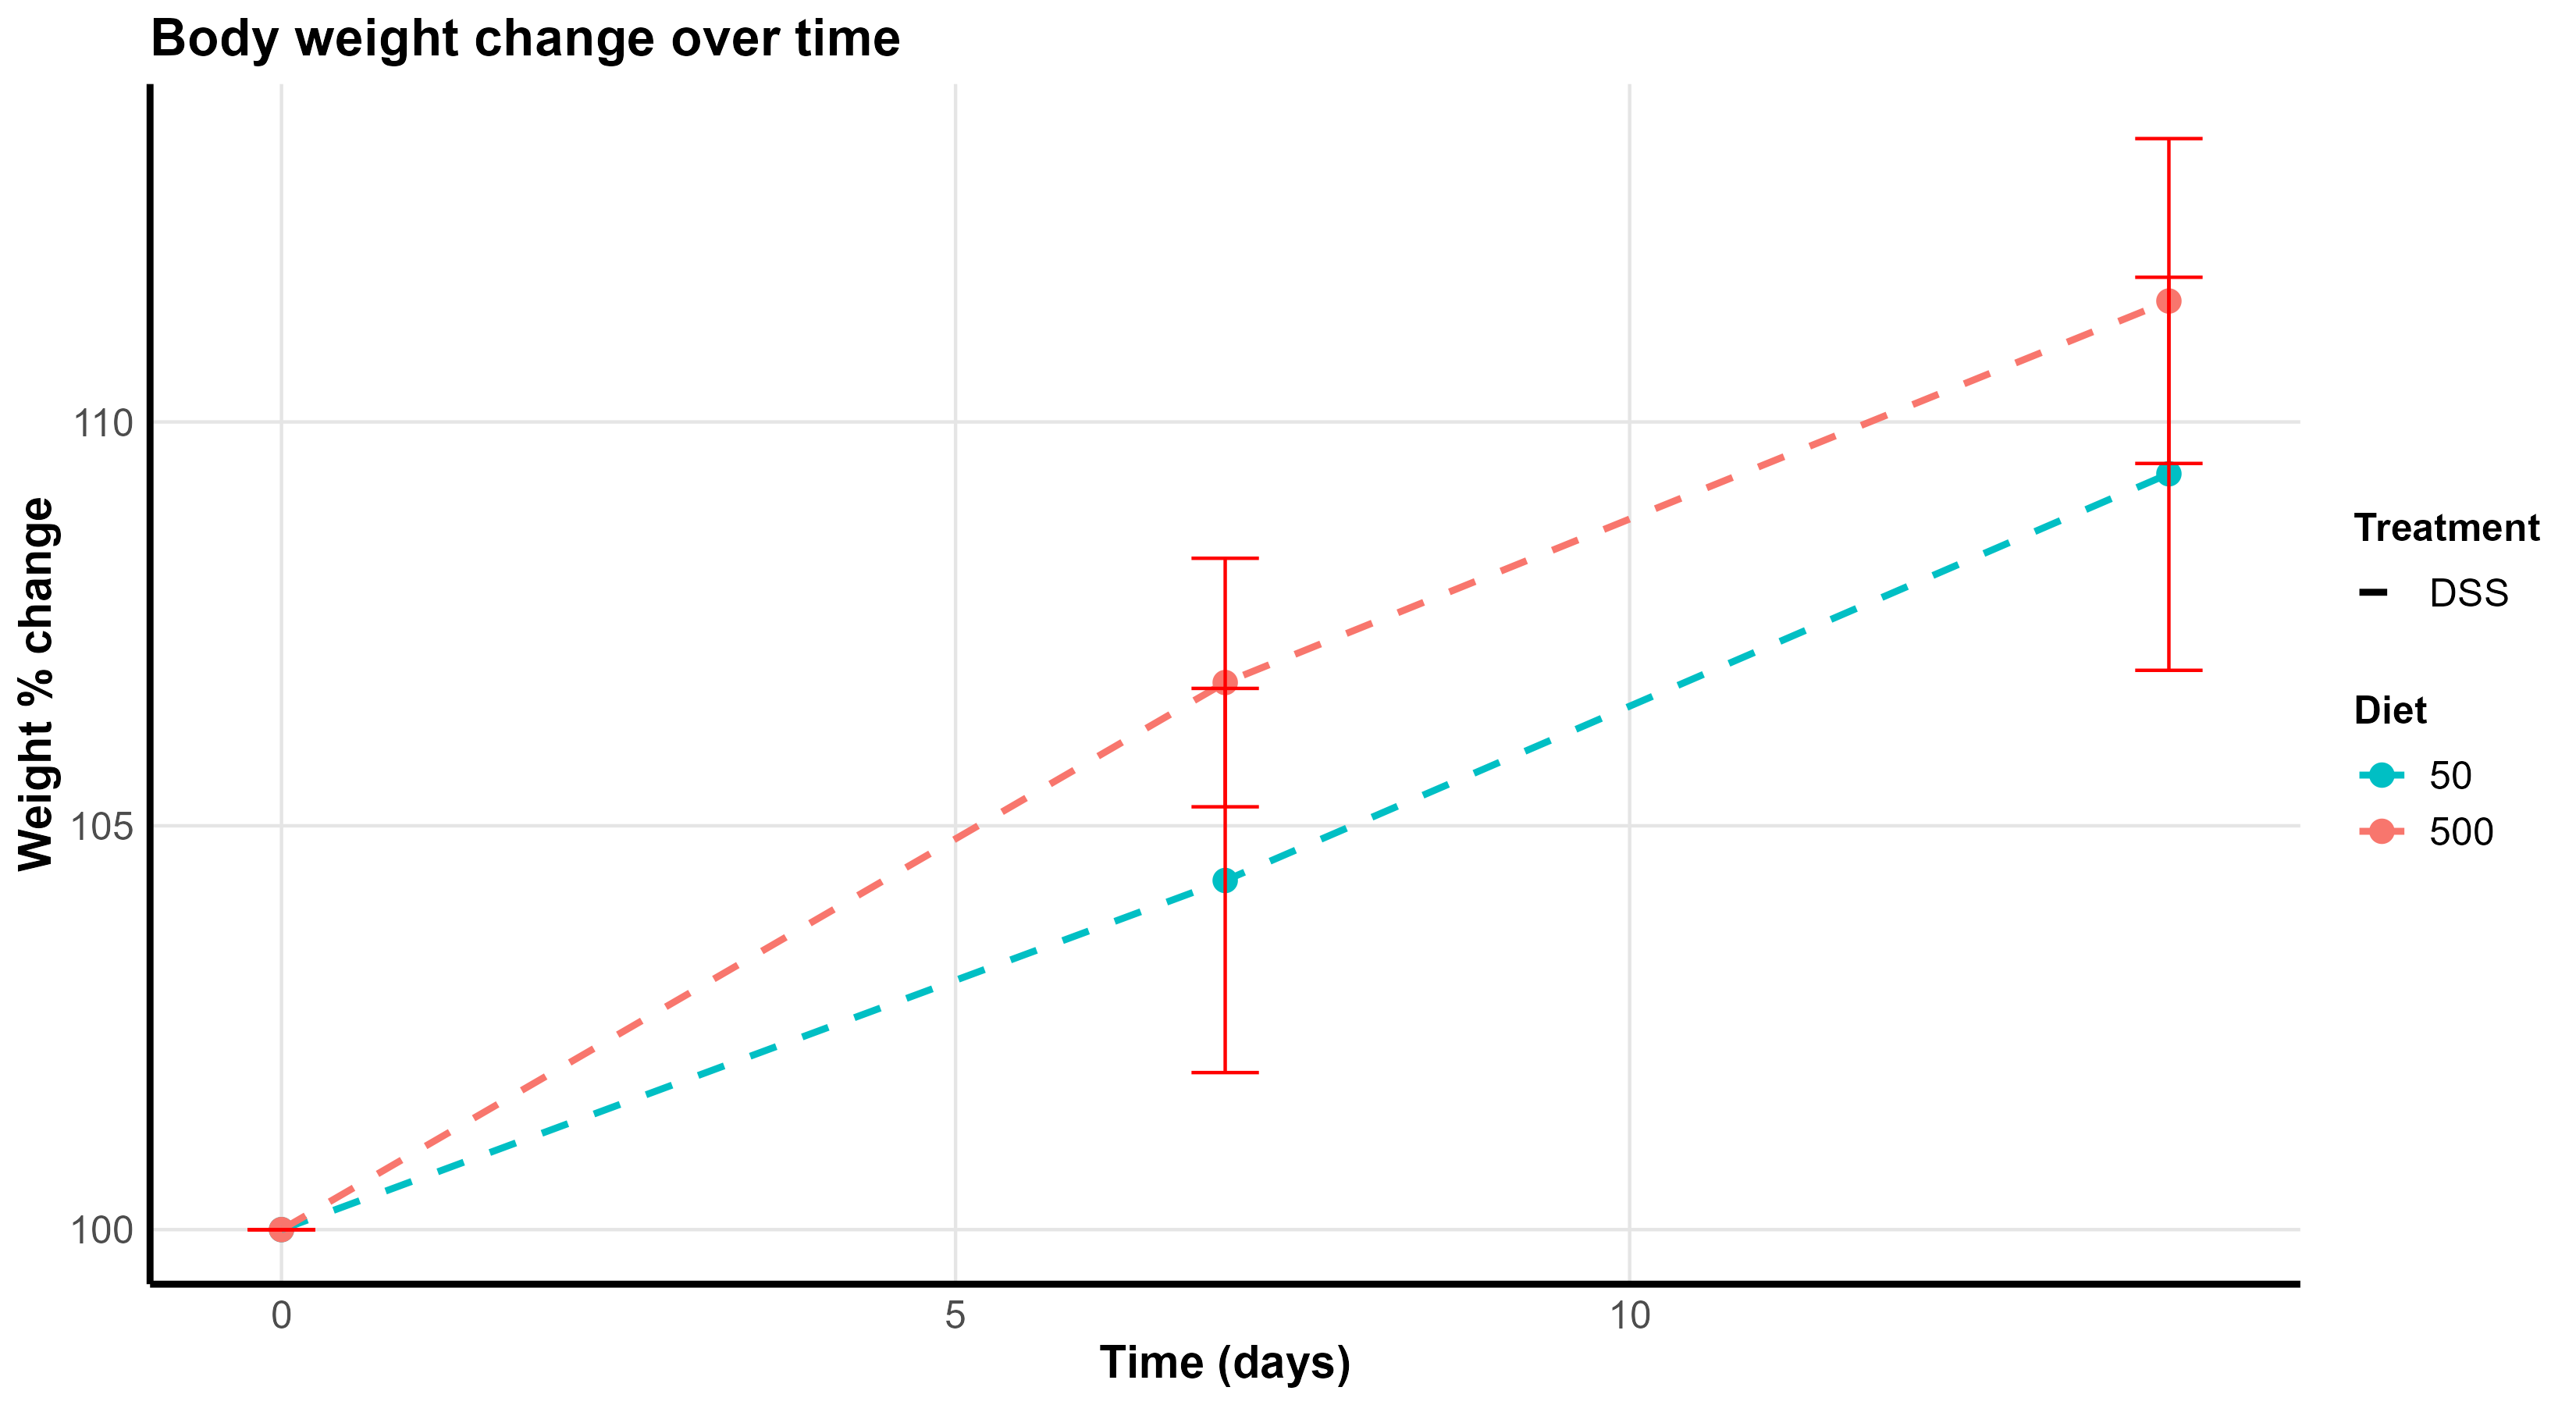 Body weight change over time
Weight % change
110
105
100
0
5
10
Time (days)
Treatment
DSS
Diet
50
500